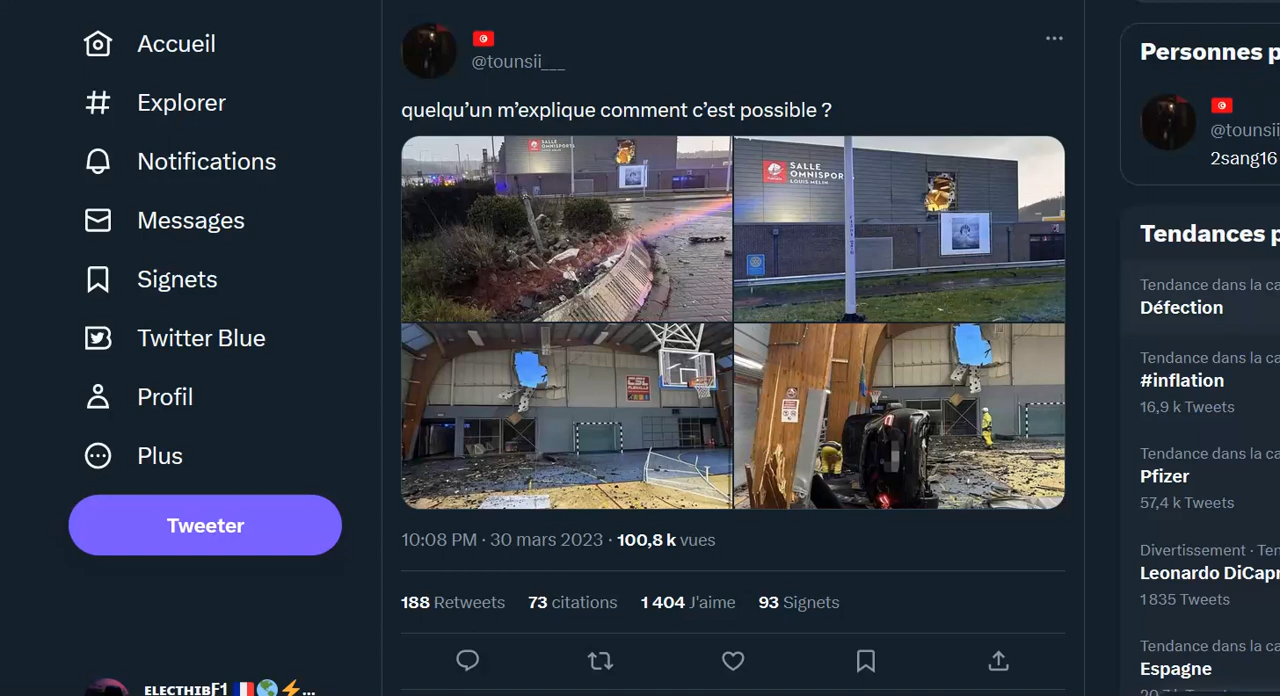 Accueil
Explorer
Notifications
Messages
Signets
Twitter Blue
Profil
Plus
Tweeter
ELECTHIBF1
@tounsii___
quelqu’un m’explique comment c’est possible ?
SALLE
OMNISPORTS
SALLE
OMNISPOR
LOUIS MELIN
CSL
10:08 PM · 30 mars 2023 · 100,8 k vues
188 Retweets 73 citations 1 404 J'aime 93 Signets
Personnes p
@tounsii
2sang16
Tendances p
Tendance dans la ca
Défection
Tendance dans la ca
#inflation
16,9 k Tweets
Tendance dans la ca
Pfizer
57,4 k Tweets
Divertissement · Ten
Leonardo DiCapr
1 835 Tweets
Tendance dans la ca
Espagne